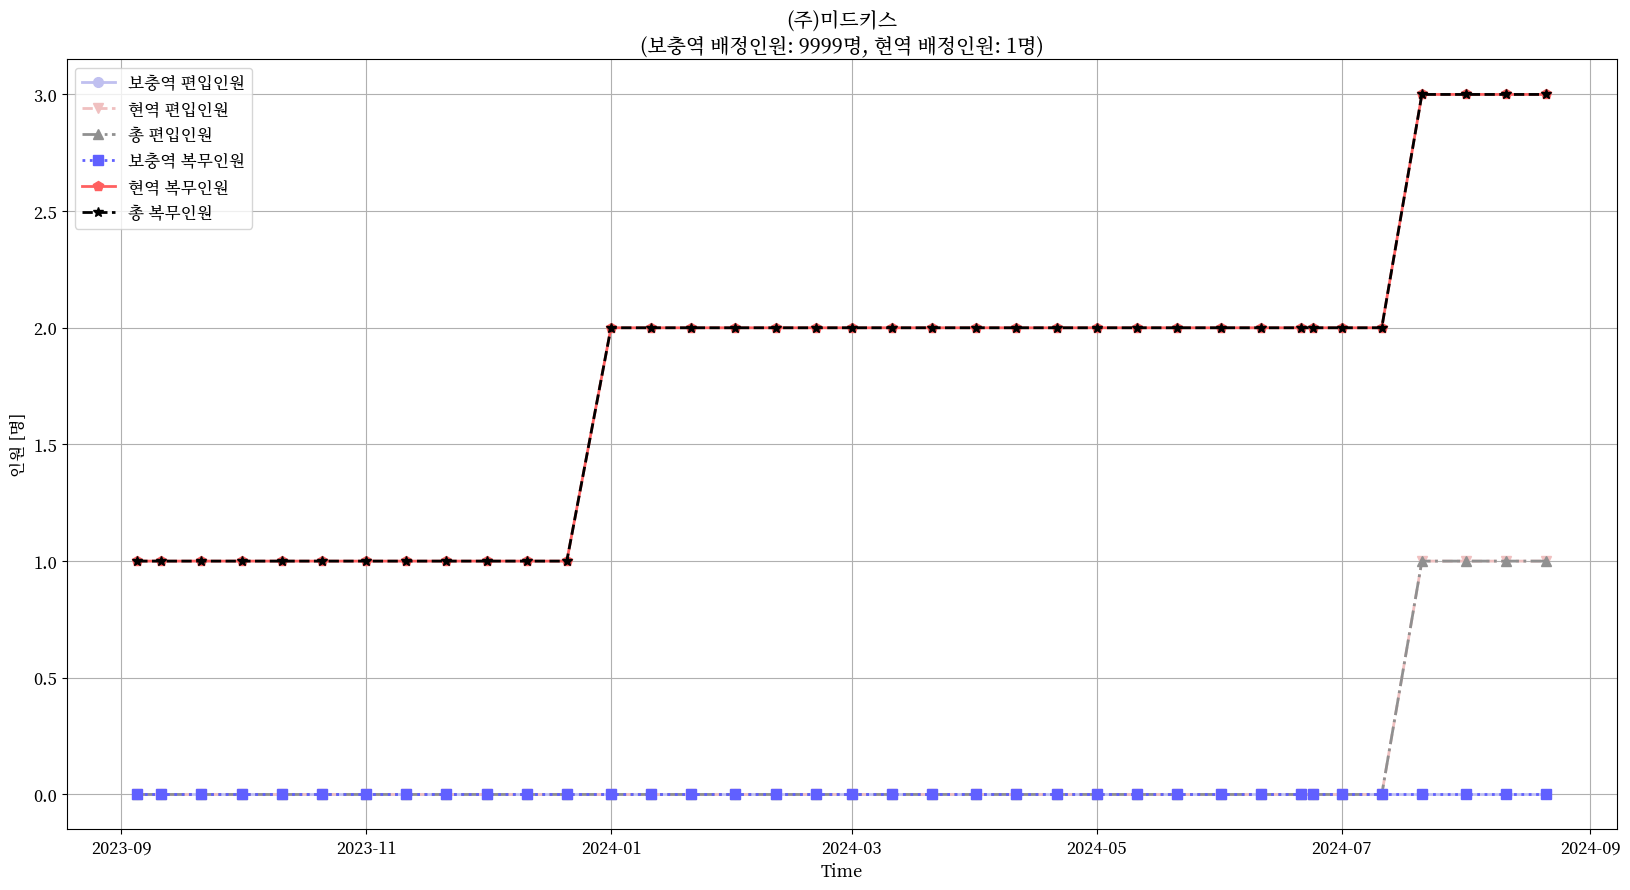 (주)미드키스
(보충역 배정인원: 9999명, 현역 배정인원: 1명)
보충역 편입인원
현역 편입인원
총 편입인원
보충역 복무인원
현역 복무인원
총 복무인원
인원 [명]
3.0
2.5
2.0
1.5
1.0
0.5
0.0
2023-09
2023-11
2024-01
2024-03
2024-05
2024-07
2024-09
Time